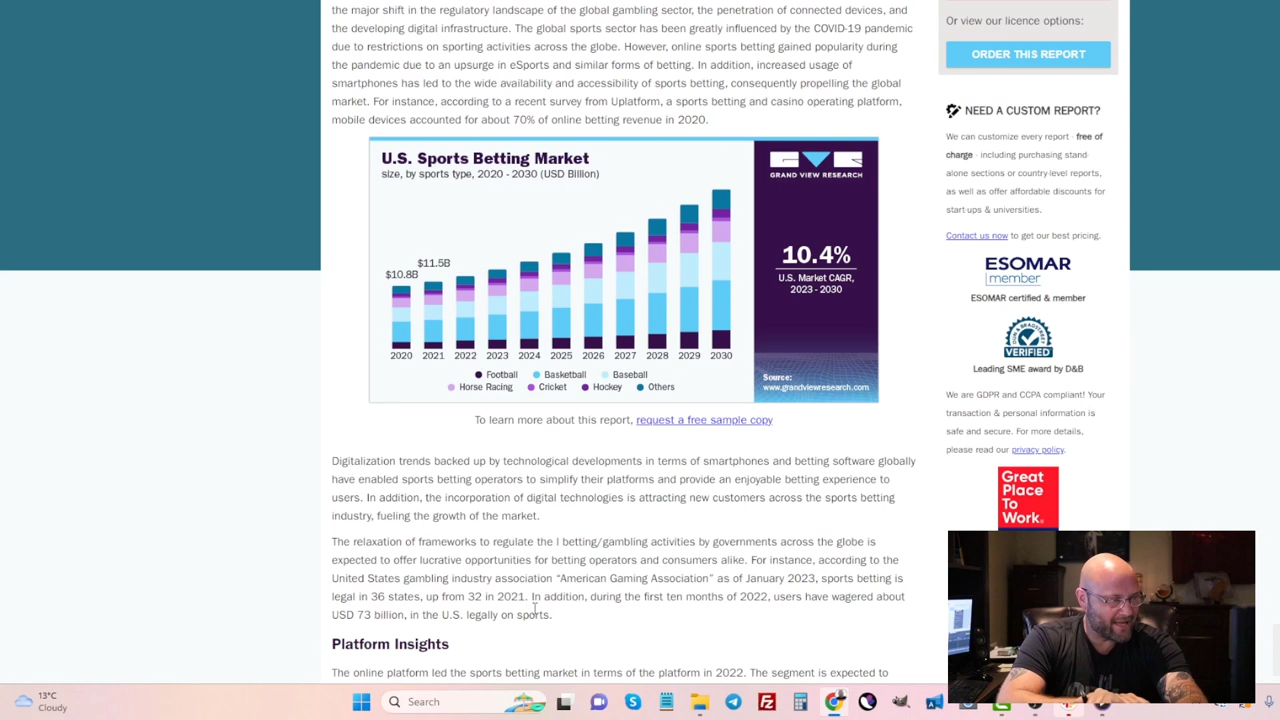 the major shift in the regulatory landscape of the global gambling sector, the penetration of connected devices, and
the developing digital infrastructure. The global sports sector has been greatly influenced by the COVID-19 pandemic
due to restrictions on sporting activities across the globe. However, online sports betting gained popularity during
the pandemic due to an upsurge in eSports and similar forms of betting. In addition, increased usage of
smartphones has led to the wide availability and accessibility of sports betting, consequently propelling the global
market. For instance, according to a recent survey from Uplatform, a sports betting and casino operating platform,
mobile devices accounted for about 70% of online betting revenue in 2020.
U.S. Sports Betting Market
size, by sports type, 2020 - 2030 (USD Billion)
$10.8B
$11.5B
2020 2021 2022 2023 2024 2025 2026 2027 2028 2029 2030
Football Basketball Baseball
Horse Racing Cricket Hockey Others
GRAND VIEW RESEARCH
10.4%
U.S. Market CAGR,
2023 - 2030
Source:
www.grandviewresearch.com
To learn more about this report, request a free sample copy
Digitalization trends backed up by technological developments in terms of smartphones and betting software globally
have enabled sports betting operators to simplify their platforms and provide an enjoyable betting experience to
users. In addition, the incorporation of digital technologies is attracting new customers across the sports betting
industry, fueling the growth of the market.
The relaxation of frameworks to regulate the l betting/gambling activities by governments across the globe is
expected to offer lucrative opportunities for betting operators and consumers alike. For instance, according to the
United States gambling industry association “American Gaming Association” as of January 2023, sports betting is
legal in 36 states, up from 32 in 2021. In addition, during the first ten months of 2022, users have wagered about
USD 73 billion, in the U.S. legally on sports.
Platform Insights
The online platform led the sports betting market in terms of the platform in 2022. The segment is expected to
Or view our licence options:
ORDER THIS REPORT
NEED A CUSTOM REPORT?
We can customize every report - free of
charge - including purchasing stand-
alone sections or country-level reports,
as well as offer affordable discounts for
start-ups & universities.
Contact us now to get our best pricing.
ESOMAR
member
ESOMAR certified & member
VERIFIED
Leading SME award by D&B
We are GDPR and CCPA compliant! Your
transaction & personal information is
safe and secure. For more details,
please read our privacy policy.
Great
Place
To
Work.
13°C
Cloudy
Search